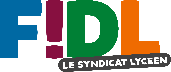 F!DL
LE SYNDICAT LYCEEN